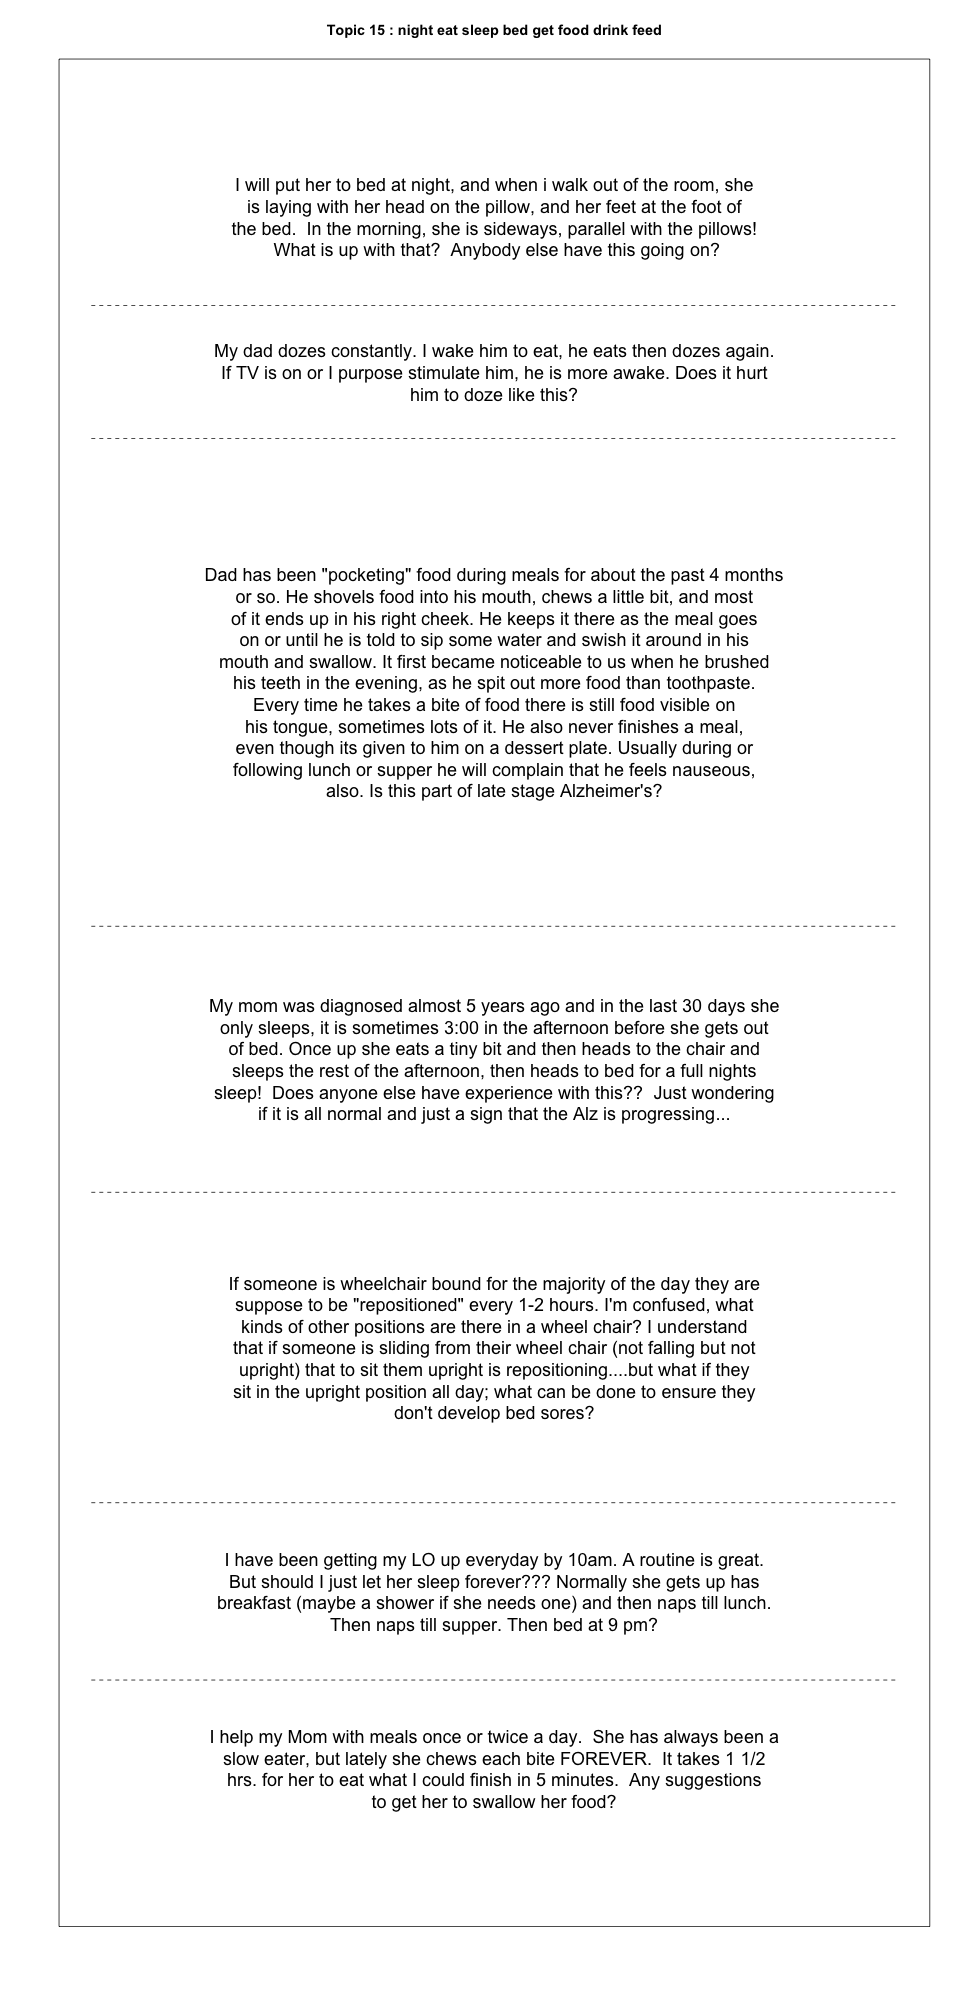 Topic 15 : night eat sleep bed get food drink feed
I will put her to bed at night, and when i walk out of the room, she
is laying with her head on the pillow, and her feet at the foot of
the bed.  In the morning, she is sideways, parallel with the pillows!
What is up with that?  Anybody else have this going on?
My dad dozes constantly. I wake him to eat, he eats then dozes again.
If TV is on or I purpose stimulate him, he is more awake. Does it hurt
him to doze like this?
Dad has been "pocketing" food during meals for about the past 4 months
or so. He shovels food into his mouth, chews a little bit, and most
of it ends up in his right cheek. He keeps it there as the meal goes
on or until he is told to sip some water and swish it around in his
mouth and swallow. It first became noticeable to us when he brushed
his teeth in the evening, as he spit out more food than toothpaste.
Every time he takes a bite of food there is still food visible on
his tongue, sometimes lots of it. He also never finishes a meal,
even though its given to him on a dessert plate. Usually during or
following lunch or supper he will complain that he feels nauseous,
also. Is this part of late stage Alzheimer's?
My mom was diagnosed almost 5 years ago and in the last 30 days she
only sleeps, it is sometimes 3:00 in the afternoon before she gets out
of bed. Once up she eats a tiny bit and then heads to the chair and
sleeps the rest of the afternoon, then heads to bed for a full nights
sleep!  Does anyone else have experience with this??  Just wondering
if it is all normal and just a sign that the Alz is progressing...
If someone is wheelchair bound for the majority of the day they are
suppose to be "repositioned" every 1-2 hours. I'm confused, what
kinds of other positions are there in a wheel chair? I understand
that if someone is sliding from their wheel chair (not falling but not
upright) that to sit them upright is repositioning....but what if they
sit in the upright position all day; what can be done to ensure they
don't develop bed sores?
I have been getting my LO up everyday by 10am. A routine is great.
But should I just let her sleep forever??? Normally she gets up has
breakfast (maybe a shower if she needs one) and then naps till lunch.
Then naps till supper. Then bed at 9 pm?
I help my Mom with meals once or twice a day.  She has always been a
slow eater, but lately she chews each bite FOREVER.  It takes 1 1/2
hrs. for her to eat what I could finish in 5 minutes.  Any suggestions
to get her to swallow her food?